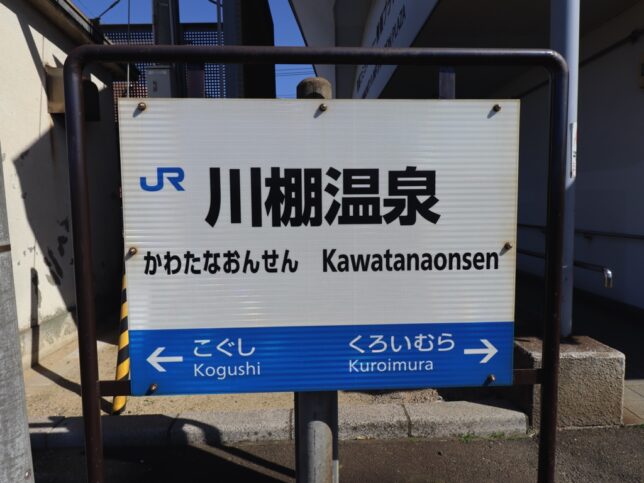 JR 川棚温泉
かわたなおんせん Kawatanaonsen
← こぐし くろいむら →
Kogushi Kuroimura